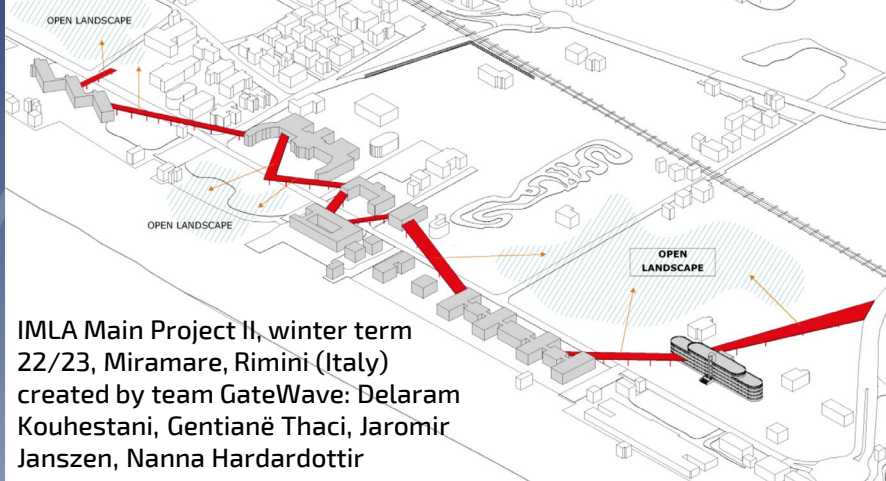 OPEN LANDSCAPE
OPEN LANDSCAPE
OPEN
LANDSCAPE
IMLA Main Project II, winter term
22/23, Miramare, Rimini (Italy)
created by team GateWave: Delaram
Kouhestani, Gentianë Thaci, Jaromir
Janszen, Nanna Hardardottir